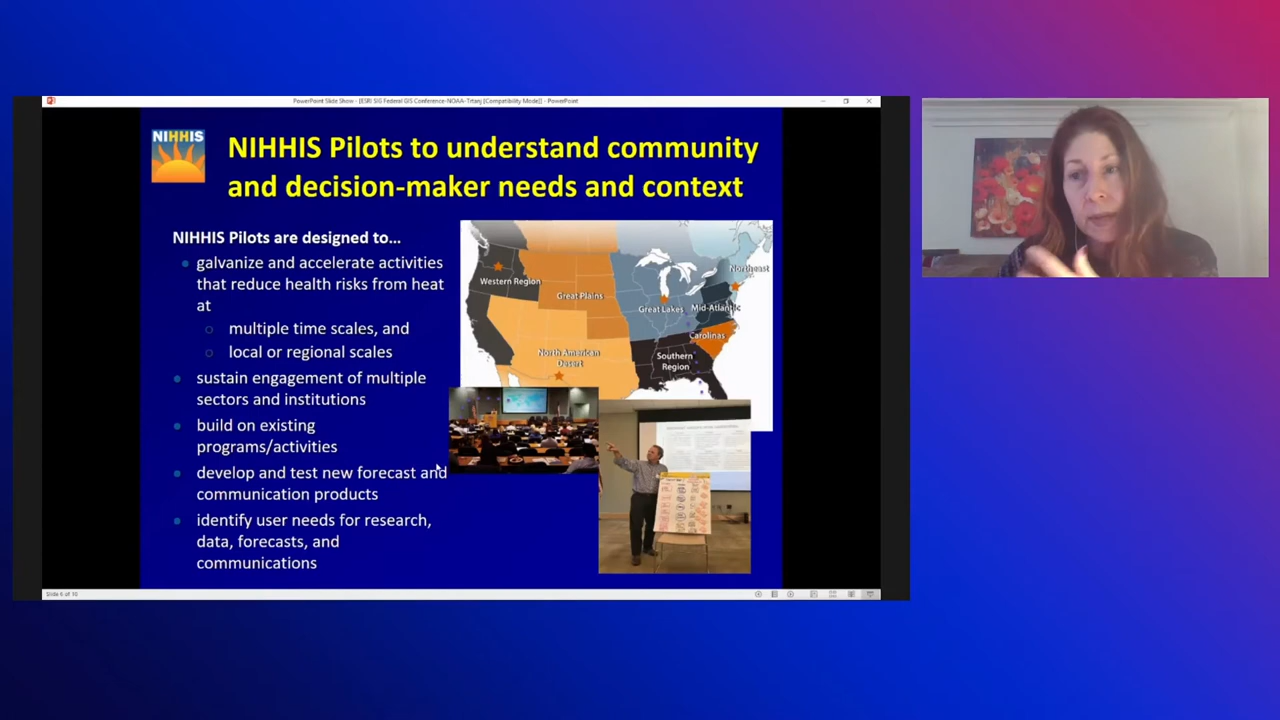 PowerPoint Slide Show - [ESRI SIG Federal GIS Conference-NOAA-Trtanj [Compatibility Mode]] - PowerPoint
NIHHIS
NIHHIS Pilots to understand community
and decision-maker needs and context
NIHHIS Pilots are designed to...
galvanize and accelerate activities
that reduce health risks from heat
at
multiple time scales, and
local or regional scales
sustain engagement of multiple
sectors and institutions
build on existing
programs/activities
develop and test new forecast and
communication products
identify user needs for research,
data, forecasts, and
communications
Northeast
Western Region
Great Plains
Great Lakes
Mid-Atlantic
Carolinas
North American
Desert
Southern
Region
Slide 6 of 10